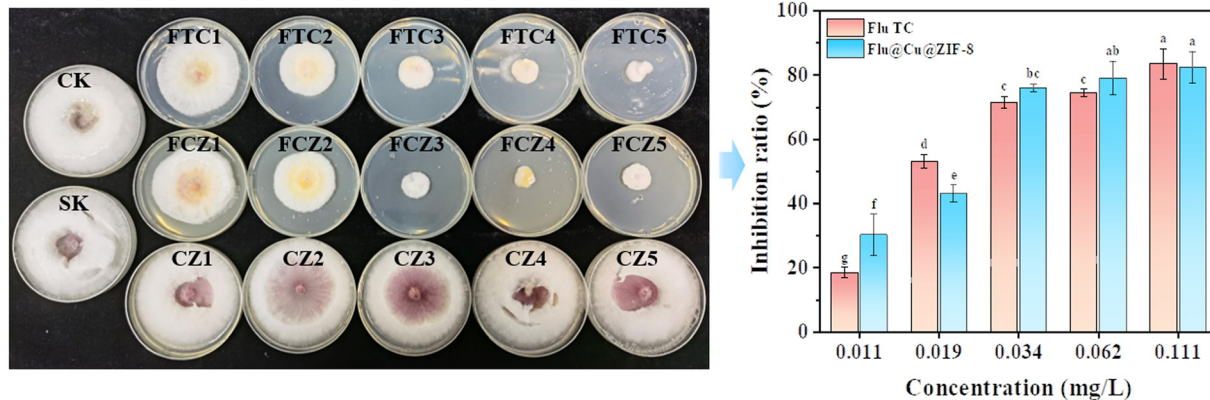 CK
SK
FTC1 FTC2 FTC3 FTC4 FTC5
FCZ1 FCZ2 FCZ3 FCZ4 FCZ5
CZ1 CZ2 CZ3 CZ4 CZ5
Inhibition ratio (%)
100
80
60
40
20
0
Flu TC
Flu@Cu@ZIF-8
g f d e c bc c ab a a
0.011 0.019 0.034 0.062 0.111
Concentration (mg/L)